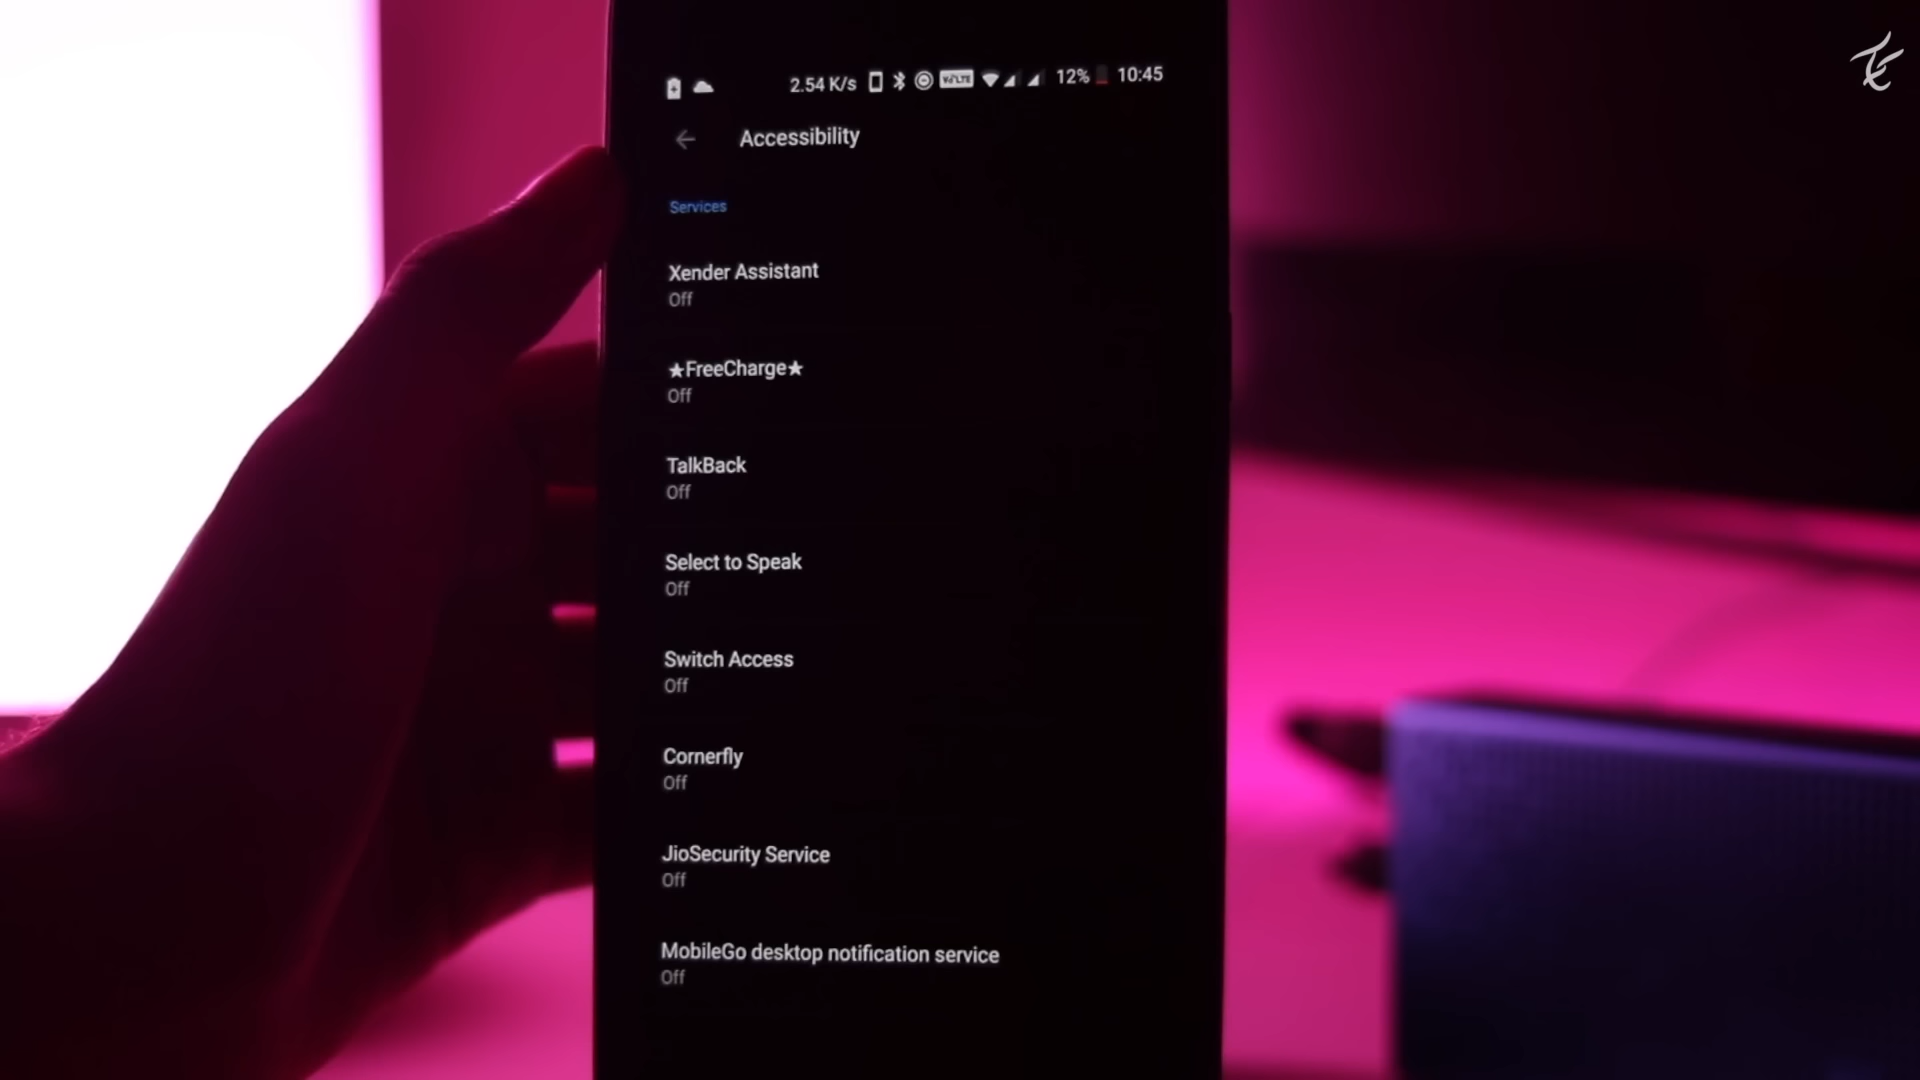 2.54 K/s VoLTE 12% 10:45
Accessibility
Services
Xender Assistant
Off
★FreeCharge★
Off
TalkBack
Off
Select to Speak
Off
Switch Access
Off
Cornerfly
Off
JioSecurity Service
Off
MobileGo desktop notification service
Off